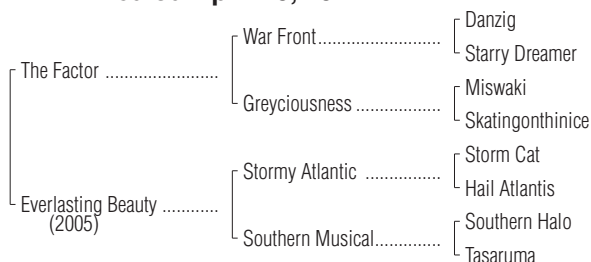 Danzig
War Front........................
Starry Dreamer
The Factor ......................
Miswaki
Greyciousness .................
Skatingonthinice
Storm Cat
Stormy Atlantic ...............
Hail Atlantis
Everlasting Beauty ...........
(2005)
Southern Halo
Southern Musical.............
Tasaruma